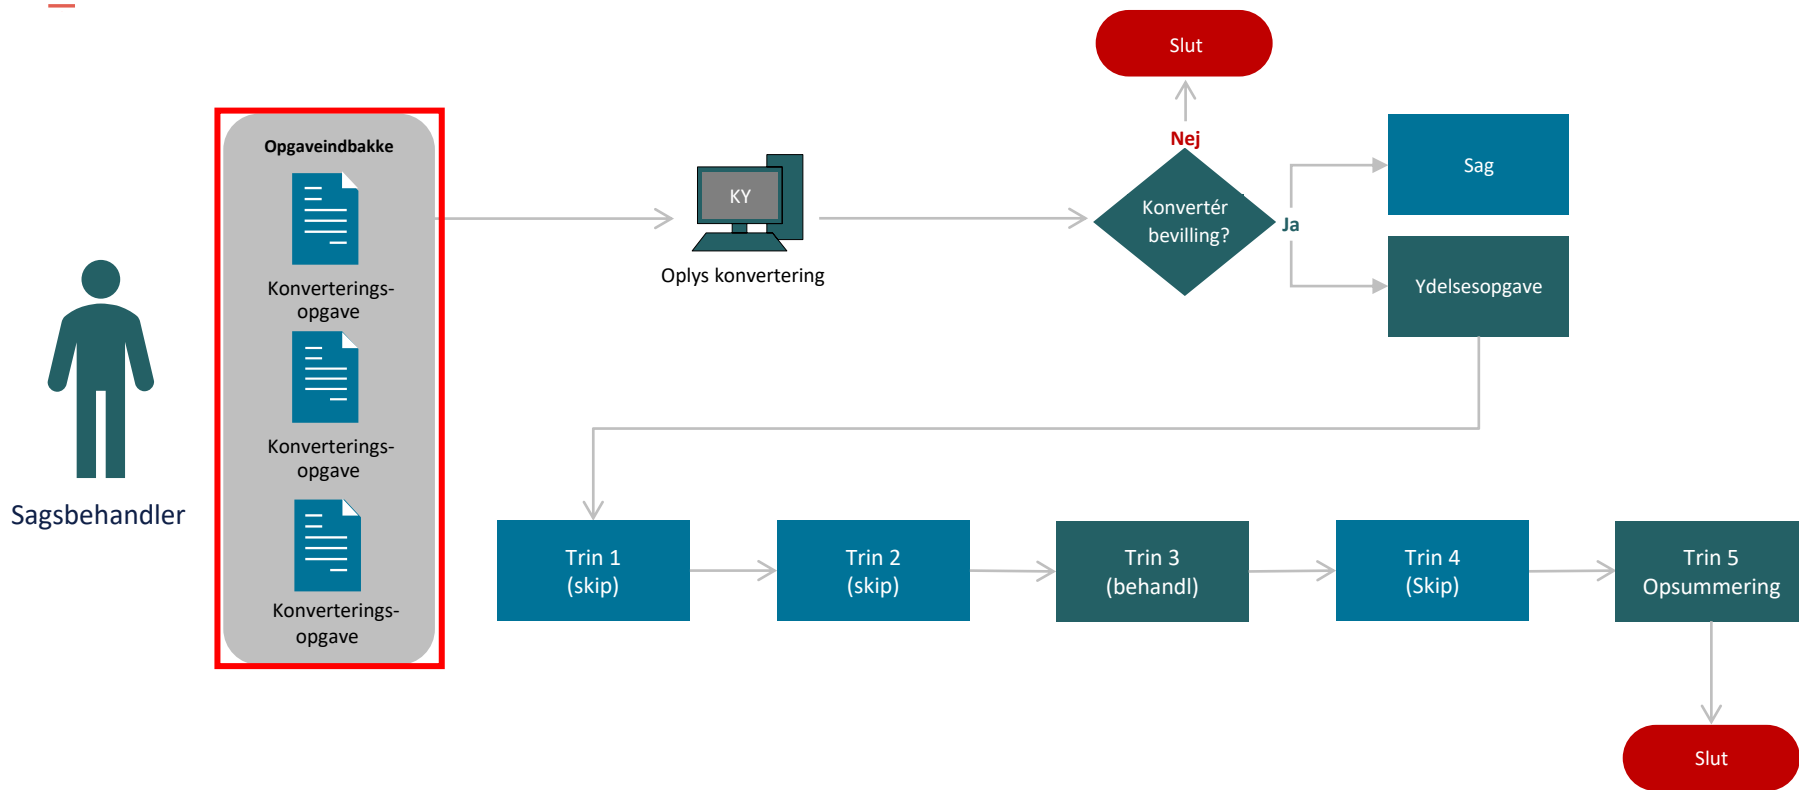 Slut
Opgaveindbakke
Nej
Sag
KY
Konvertér
bevilling?
Ja
Oplys konvertering
Ydelsesopgave
Konverterings-
opgave
Konverterings-
opgave
Sagsbehandler
Konverterings-
opgave
Trin 1
(skip)
Trin 2
(skip)
Trin 3
(behandl)
Trin 4
(Skip)
Trin 5
Opsummering
Slut